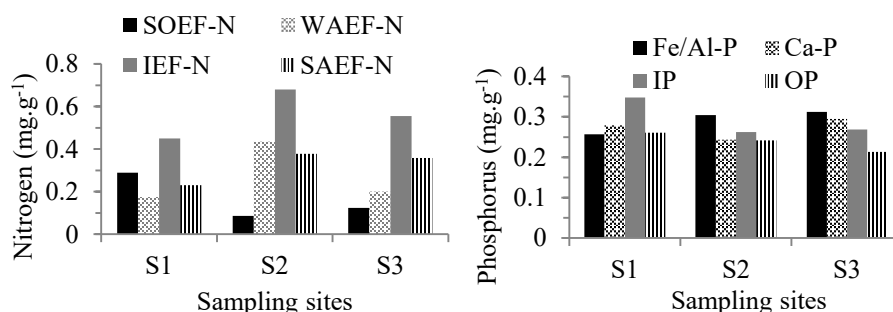 SOEF-N WAEF-N
IEF-N SAEF-N
Nitrogen (mg.g⁻¹)
0.8
0.6
0.4
0.2
0
S1 S2 S3
Sampling sites
Fe/Al-P Ca-P
IP OP
Phosphorus (mg.g⁻¹)
0.4
0.3
0.2
0.1
0
S1 S2 S3
Sampling sites